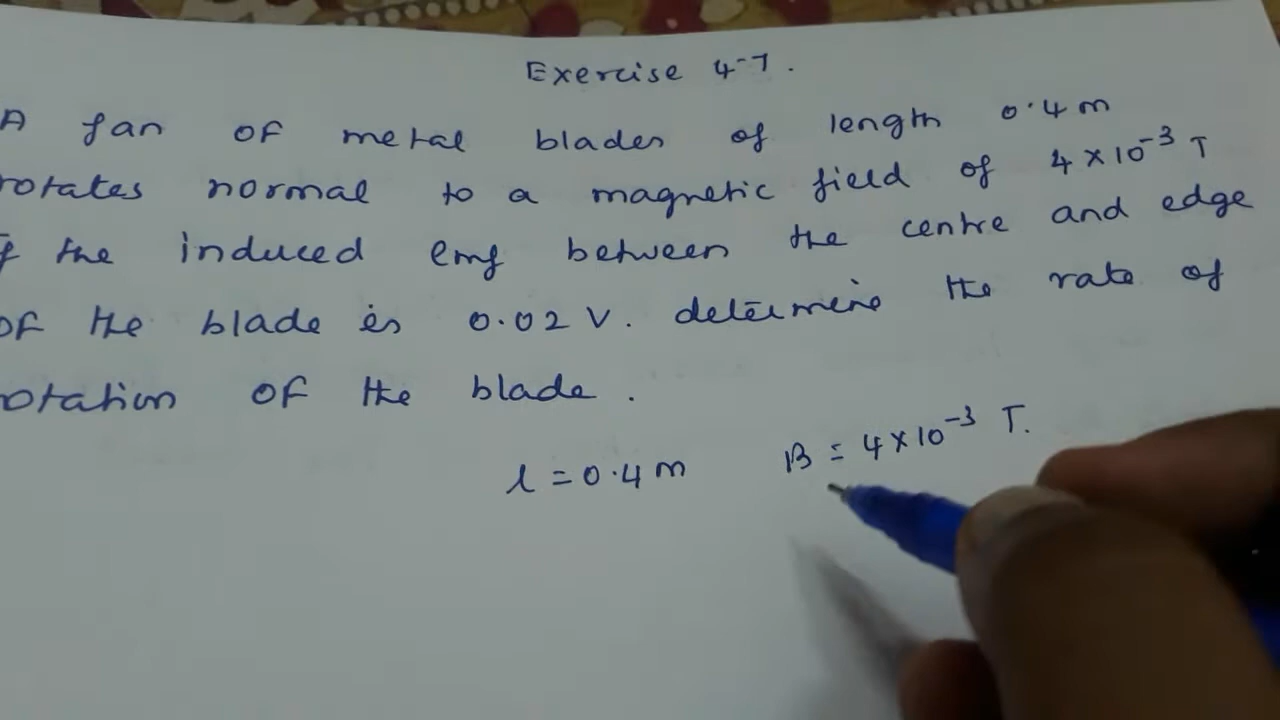 Exercise 4-7.
A fan of metal blades of length 0.4 m
rotates normal to a magnetic field of 4×10⁻³ T
the induced emf between the centre and edge
of the blade is 0.02 V. determine the rate of
otation of the blade.
l = 0.4 m B = 4×10⁻³ T.